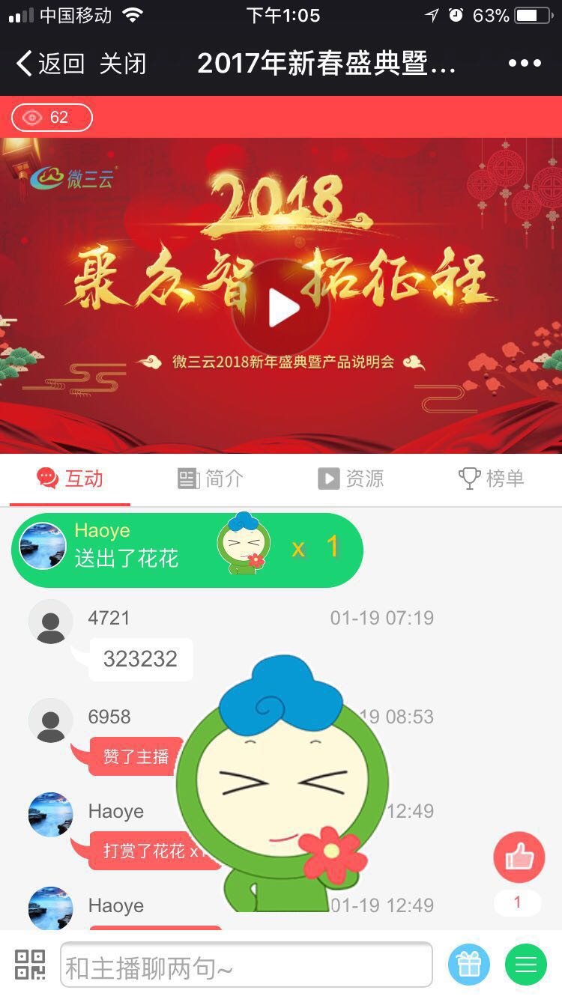 中国移动
下午1:05
63%
返回 关闭
2017年新春盛典暨...
62
微三云
2018
聚众智 拓征程
微三云2018新年盛典暨产品说明会
互动
简介
资源
榜单
Haoye
送出了花花
x 1
4721
01-19 07:19
323232
6958
19 08:53
赞了主播
Haoye
12:49
打赏了花花 x1
Haoye
01-19 12:49
1
和主播聊两句~